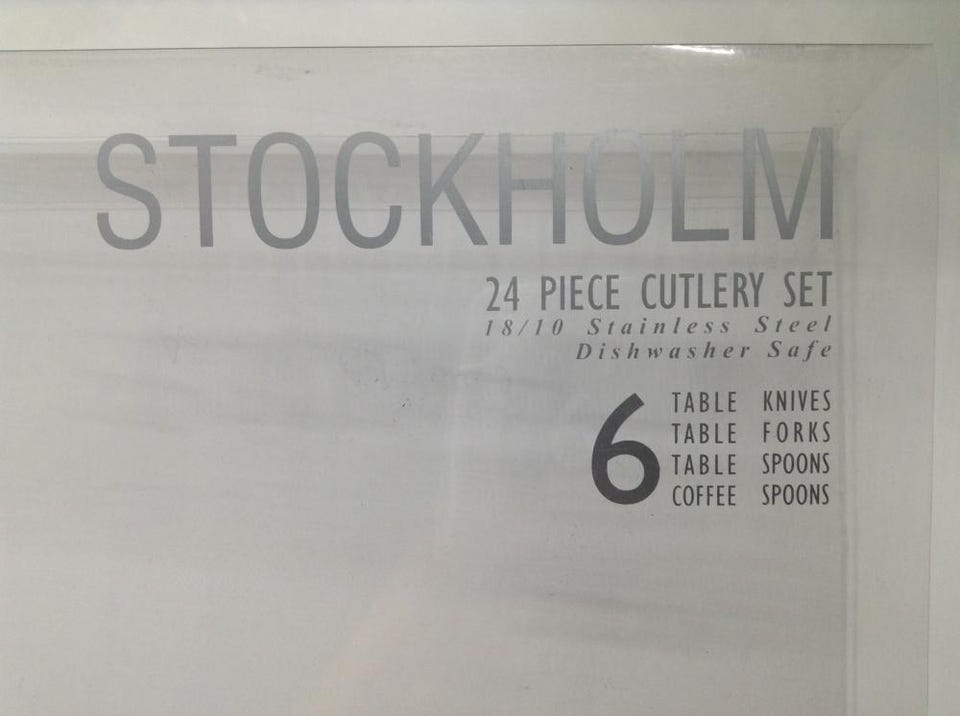 STOCKHOLM
24 PIECE CUTLERY SET
18/10 Stainless Steel
Dishwasher Safe
6
TABLE KNIVES
TABLE FORKS
TABLE SPOONS
COFFEE SPOONS